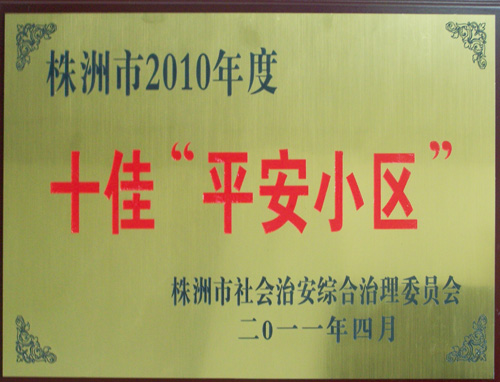 株洲市2010年度
十佳“平安小区”
株洲市社会治安综合治理委员会
二O一一年四月